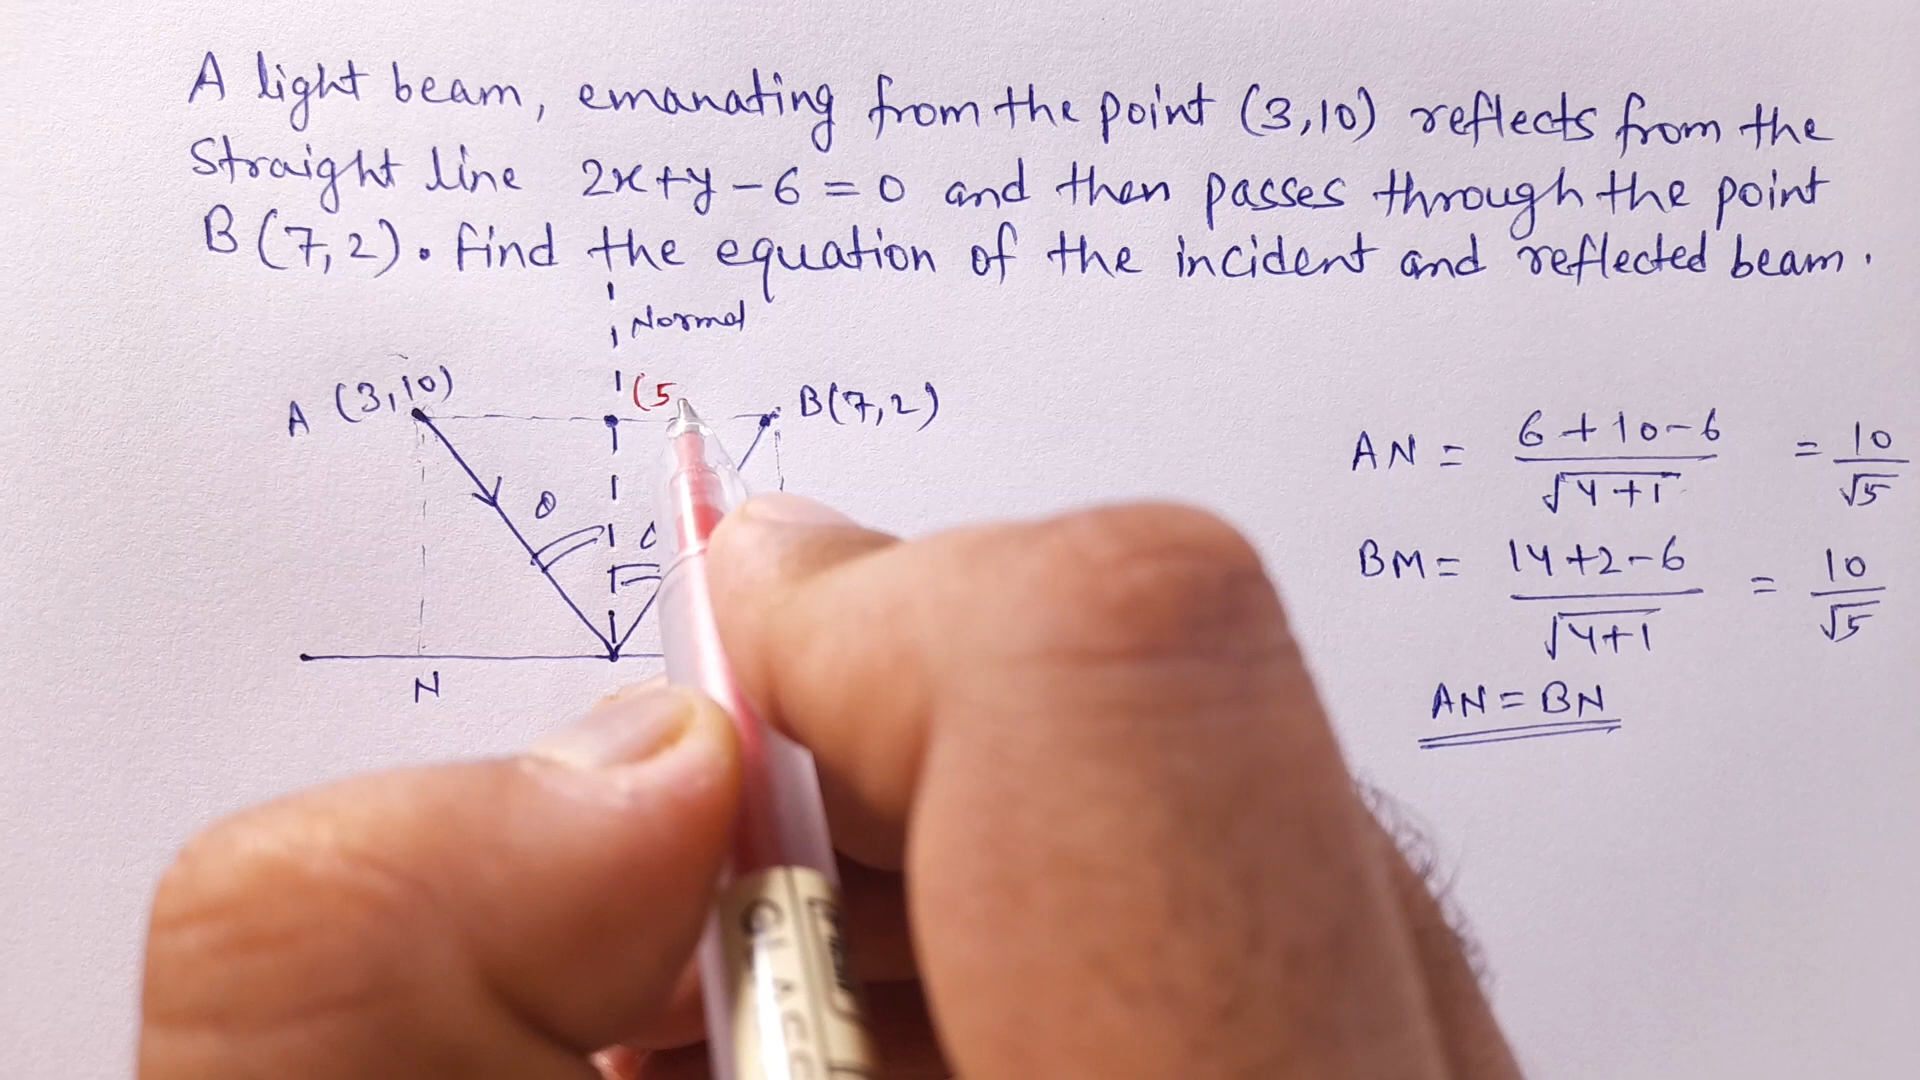 A light beam, emanating from the point (3,10) reflects from the
Straight line 2x+y-6=0 and then passes through the point
B(7,2). Find the equation of the incident and reflected beam.
Normal
A (3,10)
(5
B(7,2)
θ
N
AN = 6+10-6 / √4+1 = 10/√5
BM = 14+2-6 / √4+1 = 10/√5
AN = BN